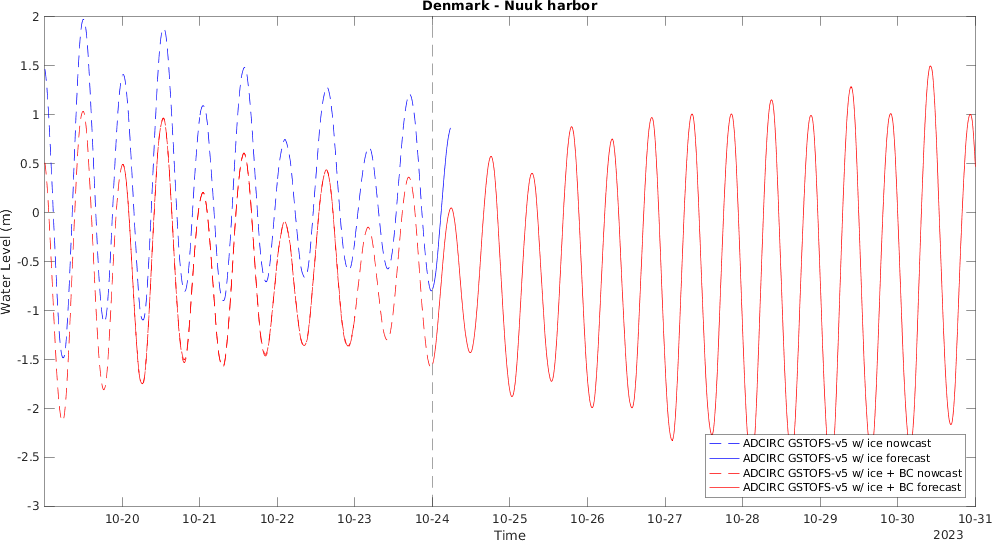 Denmark - Nuuk harbor
Water Level (m)
2
1.5
1
0.5
0
-0.5
-1
-1.5
-2
-2.5
-3
ADCIRC GSTOFS-v5 w/ ice nowcast
ADCIRC GSTOFS-v5 w/ ice forecast
ADCIRC GSTOFS-v5 w/ ice + BC nowcast
ADCIRC GSTOFS-v5 w/ ice + BC forecast
10-20 10-21 10-22 10-23 10-24 10-25 10-26 10-27 10-28 10-29 10-30 10-31
Time
2023